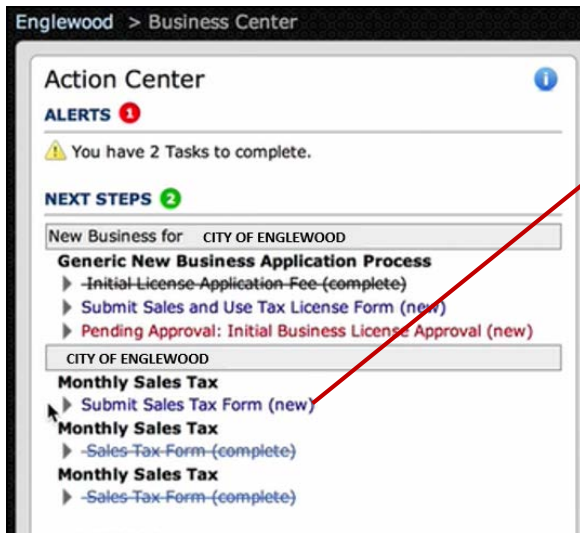 Englewood > Business Center
Action Center
ALERTS 1
You have 2 Tasks to complete.
NEXT STEPS 2
New Business for CITY OF ENGLEWOOD
Generic New Business Application Process
Initial License Application Fee (complete)
Submit Sales and Use Tax License Form (new)
Pending Approval: Initial Business License Approval (new)
CITY OF ENGLEWOOD
Monthly Sales Tax
Submit Sales Tax Form (new)
Monthly Sales Tax
Sales Tax Form (complete)
Monthly Sales Tax
Sales Tax Form (complete)